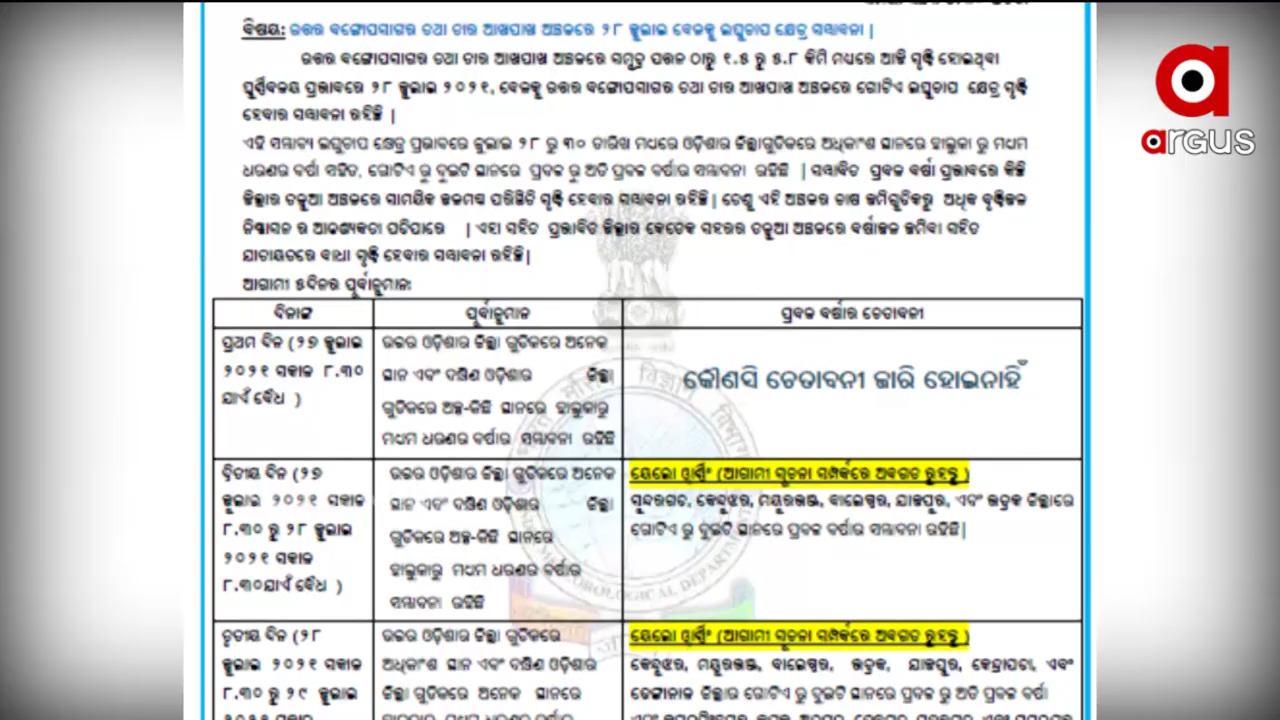 ବିଷୟ: ଉତ୍ତର ବଙ୍ଗୋପସାଗର ତଥା ତାର ଆଖପାଖ ଅଞ୍ଚଳରେ ୨୮ ଜୁଲାଇ ବେଳକୁ ଲଘୁଚାପ କ୍ଷେତ୍ର ସମ୍ଭାବନା |
ଉତ୍ତର ବଙ୍ଗୋପସାଗର ତଥା ତାର ଆଖପାଖ ଅଞ୍ଚଳରେ ସମୁଦ୍ର ପତ୍ତନ ଠାରୁ ୧.୫ ରୁ ୫.୮ କିମି ମଧ୍ୟରେ ଆଜି ସୃଷ୍ଟି ହୋଇଥିବା
ଘୂର୍ଣ୍ଣିବଳୟ ପ୍ରଭାବରେ ୨୮ ଜୁଲାଇ ୨୦୨୧, ବେଳକୁ ଉତ୍ତର ବଙ୍ଗୋପସାଗର ତଥା ତାର ଆଖପାଖ ଅଞ୍ଚଳରେ ଗୋଟିଏ ଲଘୁଚାପ କ୍ଷେତ୍ର ସୃଷ୍ଟି
ହେବାର ସମ୍ଭାବନା ରହିଛି |
ଏହି ସମ୍ଭାବ୍ୟ ଲଘୁଚାପ କ୍ଷେତ୍ର ପ୍ରଭାବରେ ଜୁଲାଇ ୨୮ ରୁ ୩୦ ତାରିଖ ମଧ୍ୟରେ ଓଡ଼ିଶାର ଜିଲ୍ଲାଗୁଡିକରେ ଅଧିକାଂଶ ସ୍ଥାନରେ ହାଲୁକା ରୁ ମଧ୍ୟମ
ଧରଣର ବର୍ଷା ସହିତ, ଗୋଟିଏ ରୁ ଦୁଇଟି ସ୍ଥାନରେ ପ୍ରବଳ ରୁ ଅତି ପ୍ରବଳ ବର୍ଷାର ସମ୍ଭାବନା ରହିଛି | ସମ୍ଭାବିତ ପ୍ରବଳ ବର୍ଷା ପ୍ରଭାବରେ କିଛି
ଜିଲ୍ଲାର ତଳୁଆ ଅଞ୍ଚଳରେ ସାମୟିକ ଜଳମଗ୍ନ ପରିସ୍ଥିତି ସୃଷ୍ଟି ହେବାର ସମ୍ଭାବନା ରହିଛି | ତେଣୁ ଏହି ଅଞ୍ଚଳର ଚାଷ ଜମିଗୁଡିକରୁ ଅଧିକ ବୃଷ୍ଟିଜଳ
ନିଷ୍କାସନ ର ଆବଶ୍ୟକତା ପଡିପାରେ | ଏହା ସହିତ ପ୍ରଭାବିତ ଜିଲ୍ଲାର କେତେକ ସହରର ତଳୁଆ ଅଞ୍ଚଳରେ ବର୍ଷାଜଳ ଜମିବା ସହିତ
ଯାତାୟତରେ ବାଧା ସୃଷ୍ଟି ହେବାର ସମ୍ଭାବନା ରହିଛି|
ଆଗାମୀ ୫ଦିନର ପୂର୍ବାନୁମାନ:
ଦିନାଙ୍କ ପୂର୍ବାନୁମାନ ପ୍ରବଳ ବର୍ଷାର ଚେତାବନୀ
ପ୍ରଥମ ଦିନ (୨୭ ଜୁଲାଇ
୨୦୨୧ ସକାଳ ୮.୩୦
ଯାଏଁ ବୈଧ )
ଉତ୍ତର ଓଡ଼ିଶାର ଜିଲ୍ଲା ଗୁଡିକରେ ଅନେକ
ସ୍ଥାନ ଏବଂ ଦକ୍ଷିଣ ଓଡ଼ିଶାର ଜିଲ୍ଲା
ଗୁଡିକରେ ଅଳ୍ପ-କିଛି ସ୍ଥାନରେ ହାଲୁକାରୁ
ମଧ୍ୟମ ଧରଣର ବର୍ଷାର ସମ୍ଭାବନା ରହିଛି
କୌଣସି ଚେତାବନୀ ଜାରି ହୋଇନାହିଁ
ଦ୍ୱିତୀୟ ଦିନ (୨୭
ଜୁଲାଇ ୨୦୨୧ ସକାଳ
୮.୩୦ ରୁ ୨୮ ଜୁଲାଇ
୨୦୨୧ ସକାଳ
୮.୩୦ଯାଏଁ ବୈଧ )
ଉତ୍ତର ଓଡ଼ିଶାର ଜିଲ୍ଲା ଗୁଡିକରେ ଅନେକ
ସ୍ଥାନ ଏବଂ ଦକ୍ଷିଣ ଓଡ଼ିଶାର ଜିଲ୍ଲା
ଗୁଡିକରେ ଅଳ୍ପ-କିଛି ସ୍ଥାନରେ
ହାଲୁକାରୁ ମଧ୍ୟମ ଧରଣର ବର୍ଷାର
ସମ୍ଭାବନା ରହିଛି
ୟେଲୋ ୱାର୍ଣ୍ଣିଂ (ଆଗାମୀ ସୂଚନା ସମ୍ପର୍କରେ ଅବଗତ ରୁହନ୍ତୁ )
ସୁନ୍ଦରଗଡ, କେନ୍ଦୁଝର, ମୟୂରଭଞ୍ଜ, ବାଲେଶ୍ୱର, ଯାଜପୁର, ଏବଂ ଭଦ୍ରକ ଜିଲ୍ଲାରେ
ଗୋଟିଏ ରୁ ଦୁଇଟି ସ୍ଥାନରେ ପ୍ରବଳ ବର୍ଷାର ସମ୍ଭାବନା ରହିଛି|
ତୃତୀୟ ଦିନ (୨୮
ଜୁଲାଇ ୨୦୨୧ ସକାଳ
୮.୩୦ ରୁ ୨୯ ଜୁଲାଇ
ଉତ୍ତର ଓଡ଼ିଶାର ଜିଲ୍ଲା ଗୁଡିକରେ
ଅଧିକାଂଶ ସ୍ଥାନ ଏବଂ ଦକ୍ଷିଣ ଓଡ଼ିଶାର
ଜିଲ୍ଲା ଗୁଡିକରେ ଅନେକ ସ୍ଥାନରେ
ୟେଲୋ ୱାର୍ଣ୍ଣିଂ (ଆଗାମୀ ସୂଚନା ସମ୍ପର୍କରେ ଅବଗତ ରୁହନ୍ତୁ )
କେନ୍ଦୁଝର, ମୟୂରଭଞ୍ଜ, ବାଲେଶ୍ୱର, ଭଦ୍ରକ, ଯାଜପୁର, କେନ୍ଦ୍ରାପଡା, ଏବଂ
ଢେଙ୍କାନାଳ ଜିଲ୍ଲାର ଗୋଟିଏ ରୁ ଦୁଇଟି ସ୍ଥାନରେ ପ୍ରବଳ ରୁ ଅତି ପ୍ରବଳ ବର୍ଷା
argus